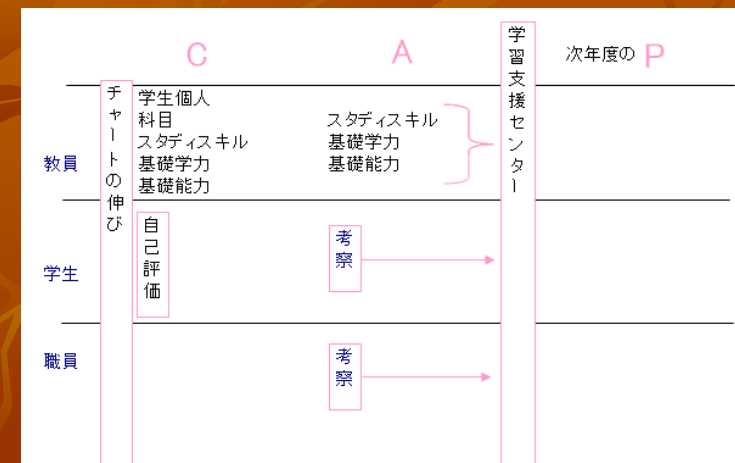 C
A
次年度の P
学習支援センター
チャートの伸び
教員
学生個人
科目
スタディスキル
基礎学力
基礎能力
スタディスキル
基礎学力
基礎能力
学生
自己評価
考察
職員
考察